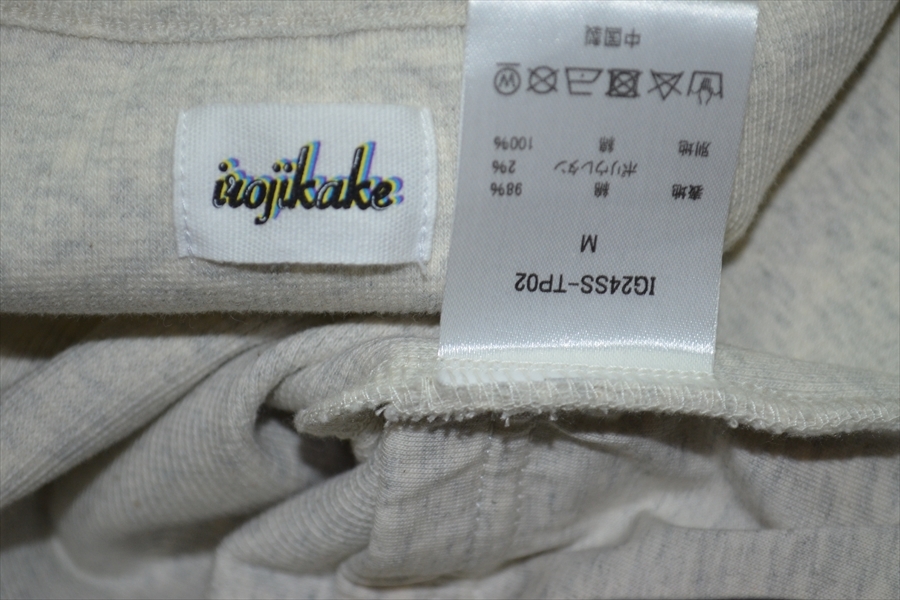 irojikake
IG24SS-TP02
M
表地 綿 98%
ポリウレタン 2%
別地 綿 100%
W
中国製